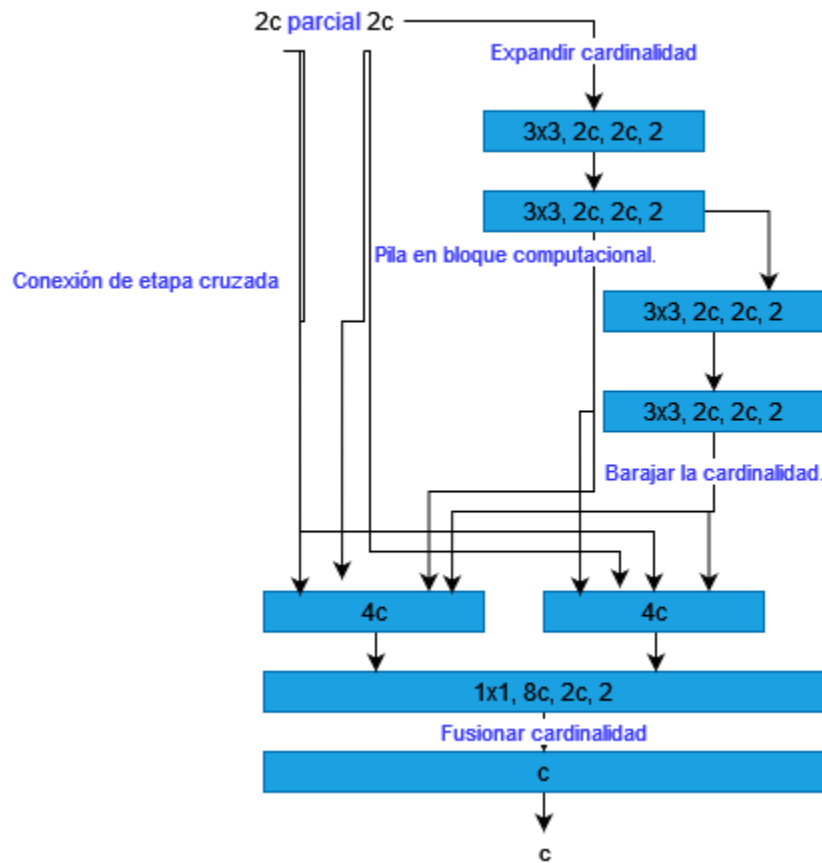 2c parcial 2c
Expandir cardinalidad
3x3, 2c, 2c, 2
3x3, 2c, 2c, 2
Pila en bloque computacional.
Conexión de etapa cruzada
3x3, 2c, 2c, 2
3x3, 2c, 2c, 2
Barajar la cardinalidad.
4c
4c
1x1, 8c, 2c, 2
Fusionar cardinalidad
c
c